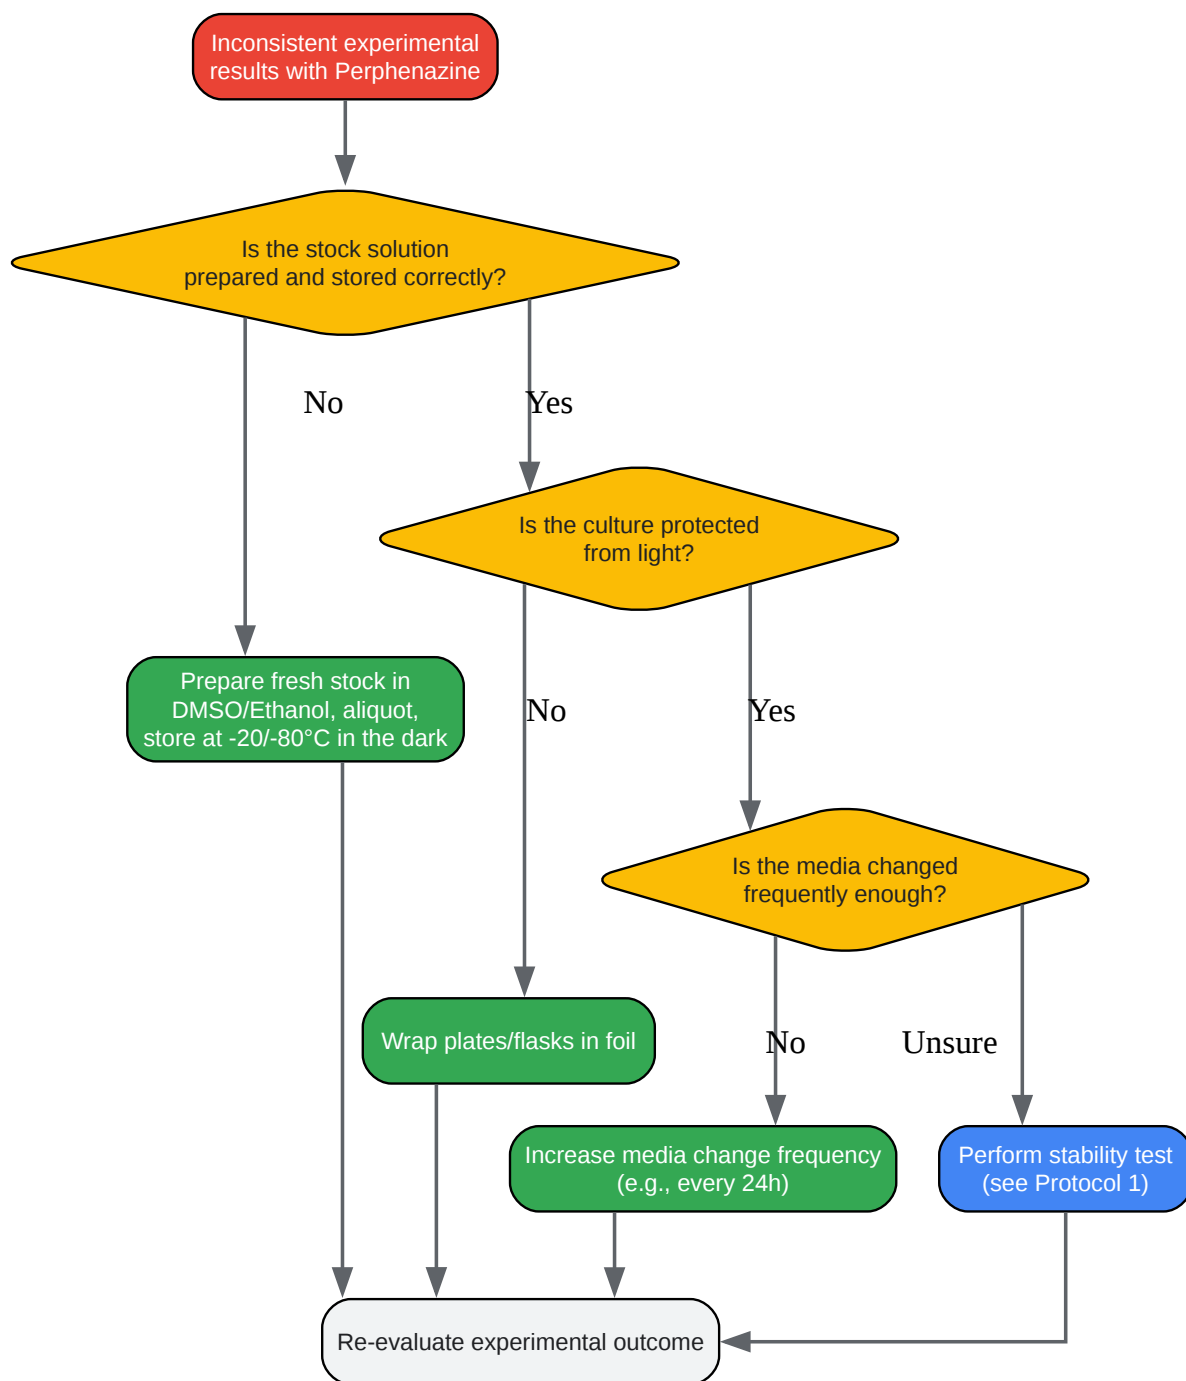 Inconsistent experimental
results with Perphenazine
Is the stock solution
prepared and stored correctly?
No
Yes
Is the culture protected
from light?
Prepare fresh stock in
DMSO/Ethanol, aliquot,
store at -20/-80°C in the dark
No
Yes
Is the media changed
frequently enough?
Wrap plates/flasks in foil
No
Unsure
Increase media change frequency
(e.g., every 24h)
Perform stability test
(see Protocol 1)
Re-evaluate experimental outcome